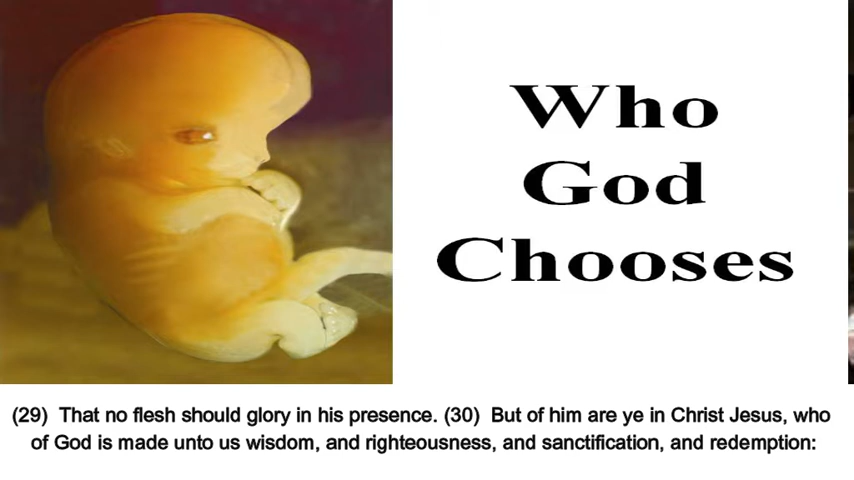 Who
God
Chooses
(29) That no flesh should glory in his presence. (30) But of him are ye in Christ Jesus, who
of God is made unto us wisdom, and righteousness, and sanctification, and redemption: